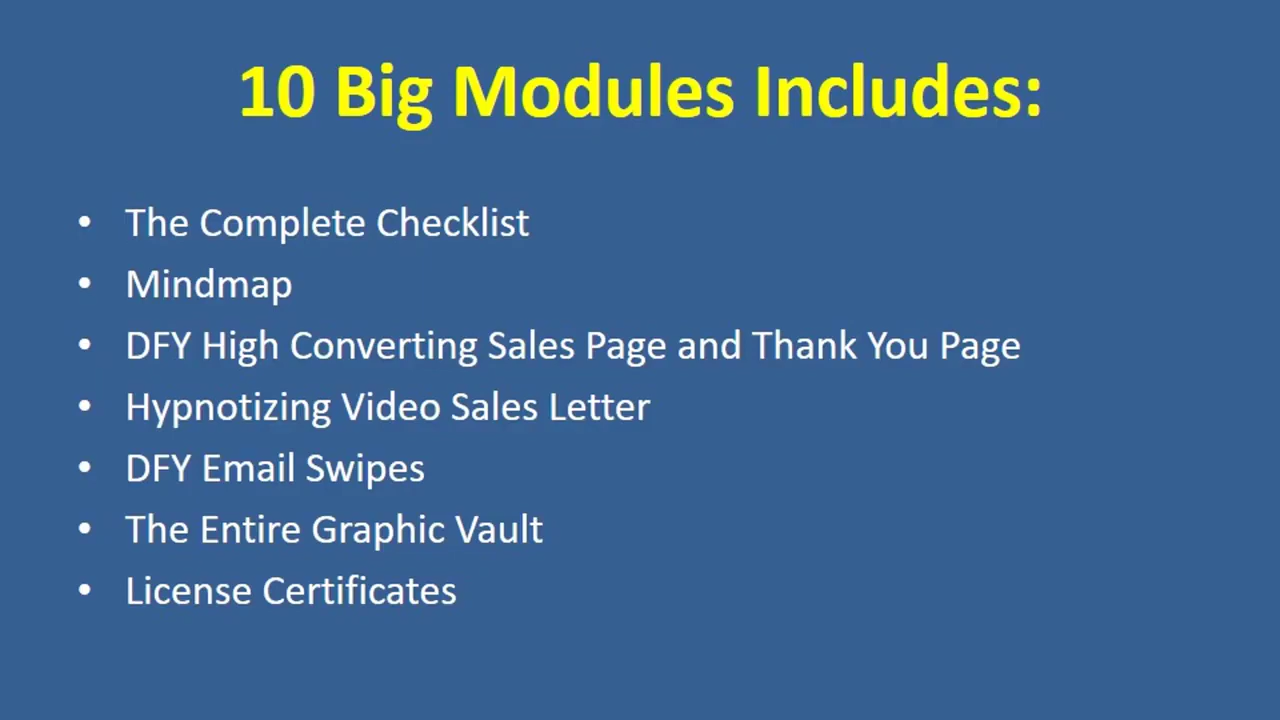 10 Big Modules Includes:
• The Complete Checklist
• Mindmap
• DFY High Converting Sales Page and Thank You Page
• Hypnotizing Video Sales Letter
• DFY Email Swipes
• The Entire Graphic Vault
• License Certificates